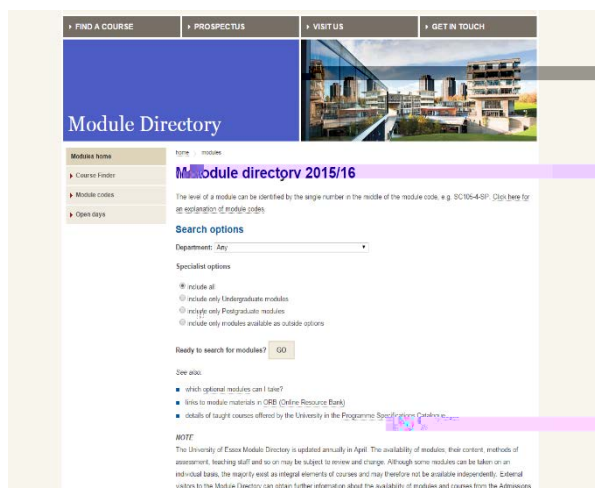 FIND A COURSE
PROSPECTUS
VISIT US
GET IN TOUCH
Module Directory
Modules home
Course Finder
Module codes
Open days
home modules
Module directory 2015/16
The level of a module can be identified by the single number in the middle of the module code, e.g. SC105-4-SP. Click here for
an explanation of module codes.
Search options
Department: Any
Specialist options
include all
include only Undergraduate modules
include only Postgraduate modules
include only modules available as outside options
Ready to search for modules? GO
See also:
which optional modules can I take?
links to module materials in ORB (Online Resource Bank)
details of taught courses offered by the University in the Programme Specifications Catalogue
NOTE
The University of Essex Module Directory is updated annually in April. The availability of modules, their content, methods of
assessment, teaching staff and so on may be subject to review and change. Although some modules can be taken on an
individual basis, the majority exist as integral elements of courses and may therefore not be available independently. External
visitors to the Module Directory can obtain further information about the availability of modules and courses from the Admissions